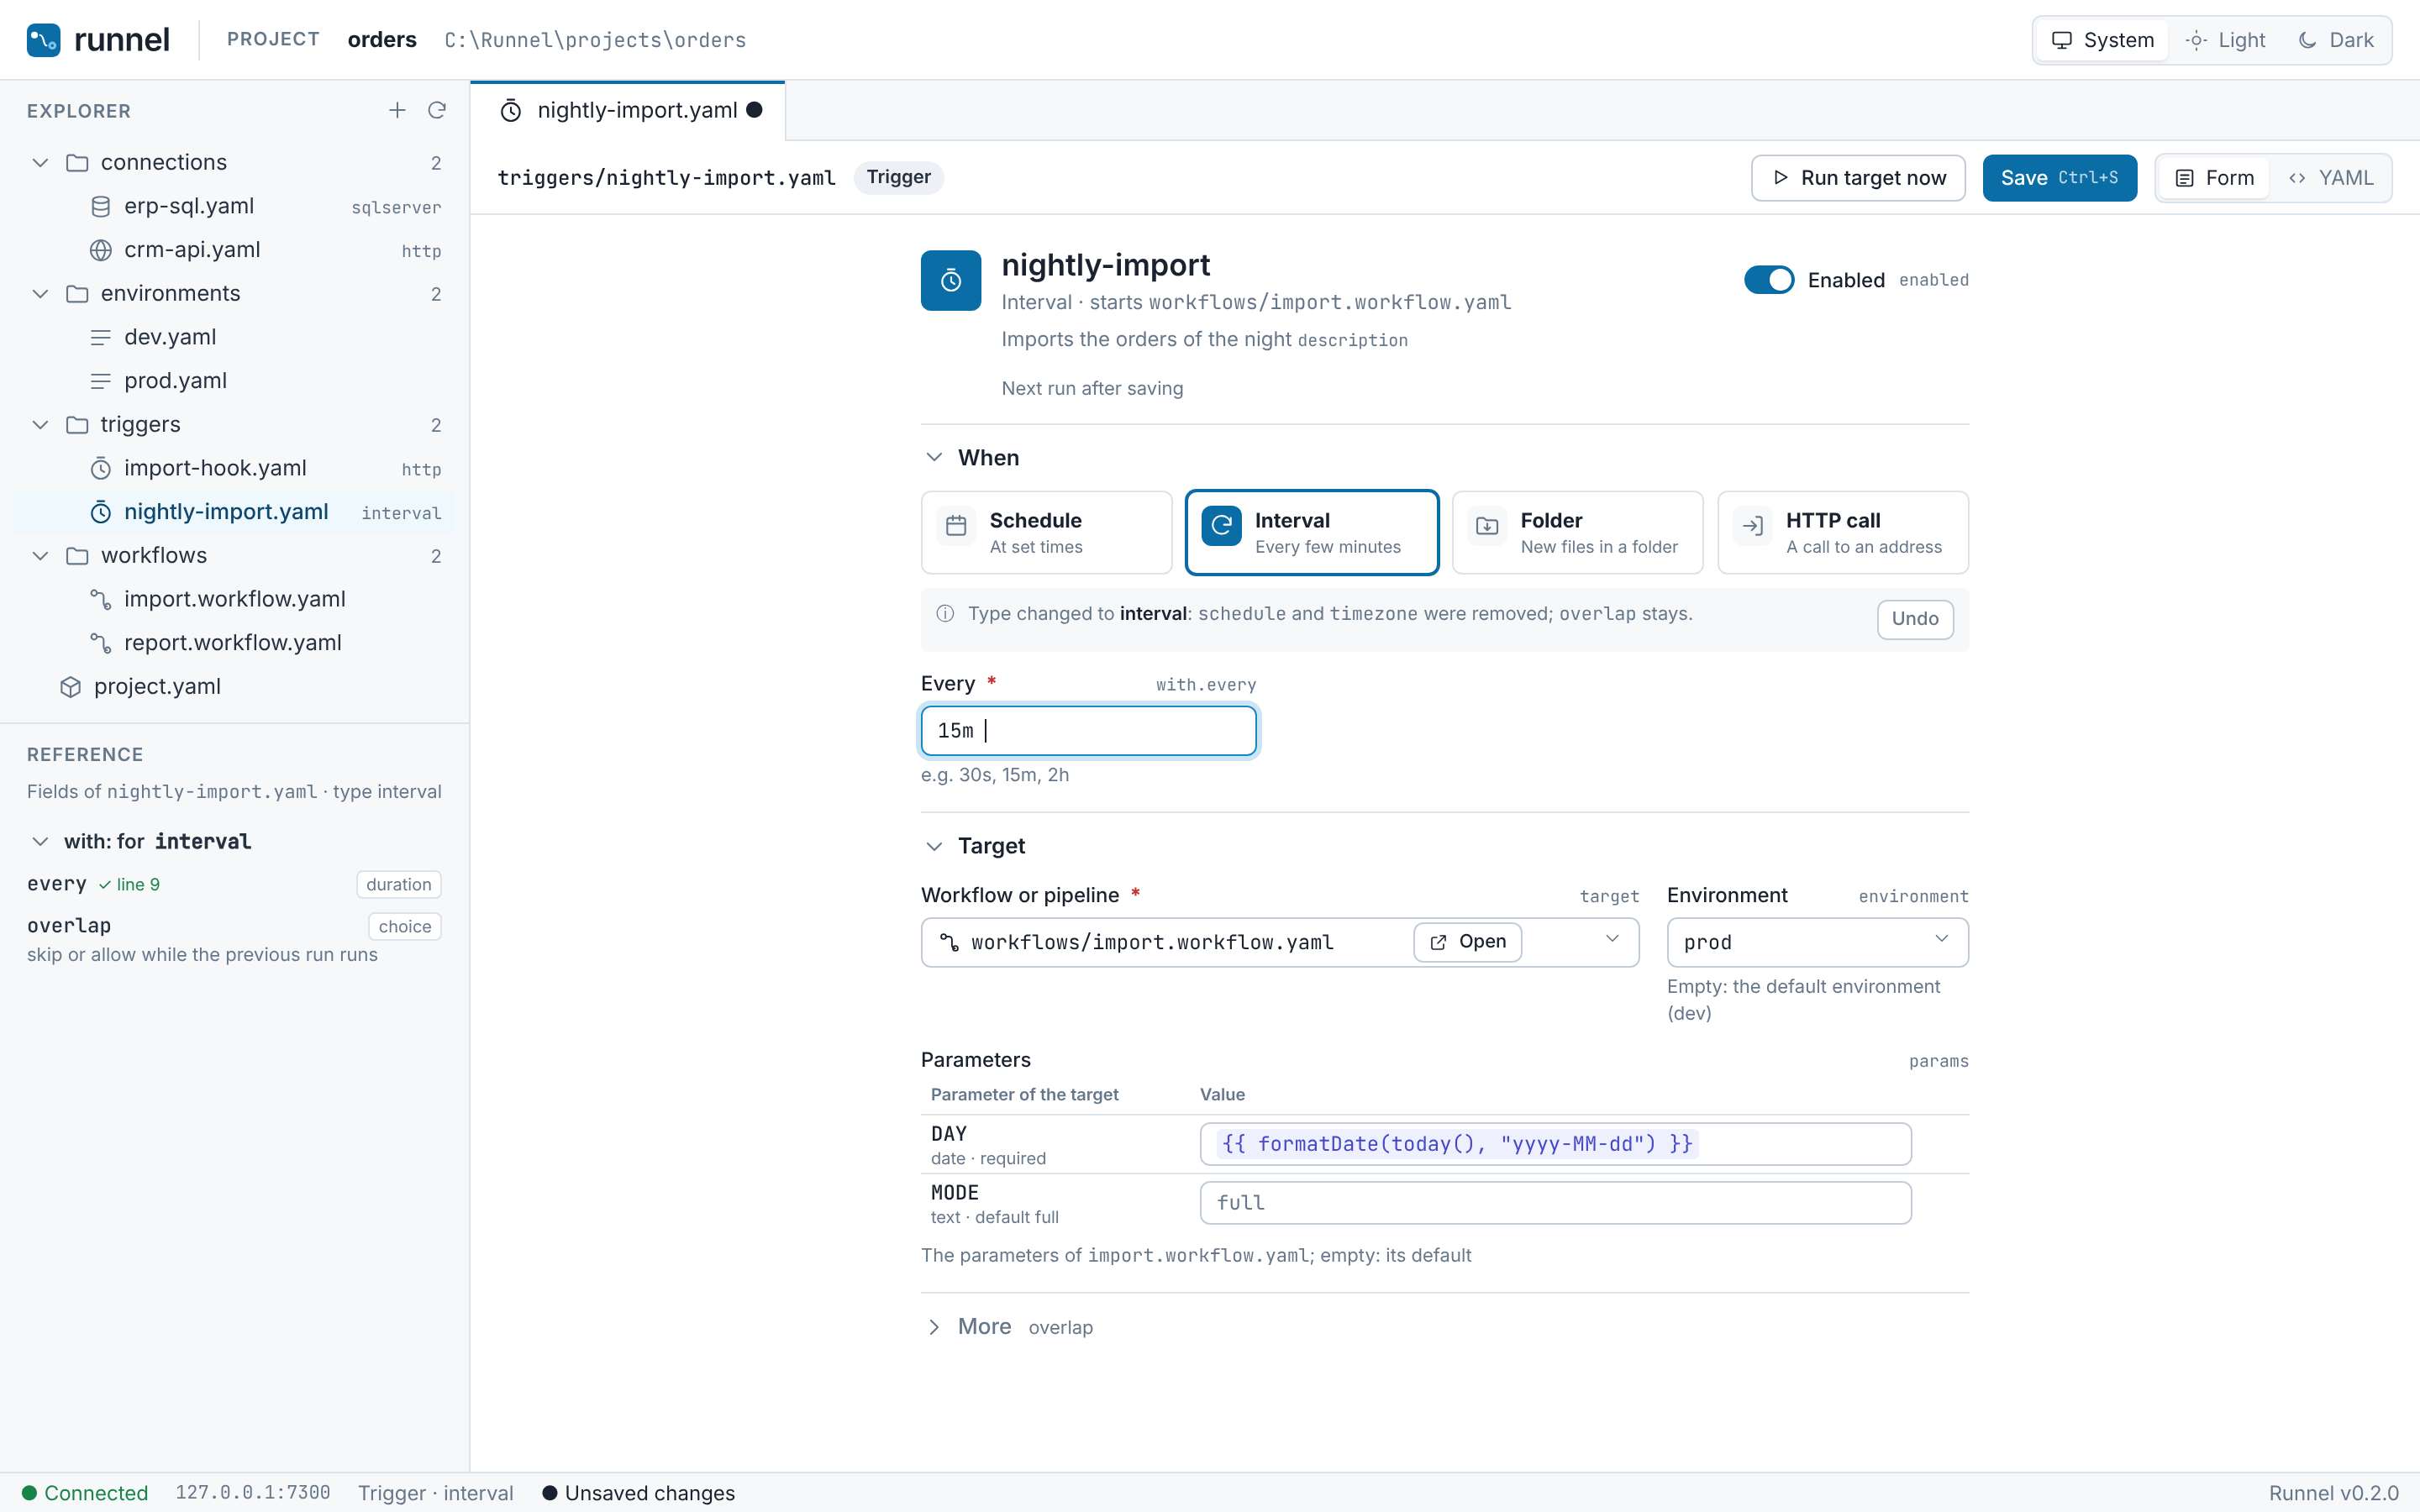 runnel PROJECT orders C:\Runnel\projects\orders System Light Dark
EXPLORER
connections 2
erp-sql.yaml sqlserver
crm-api.yaml http
environments 2
dev.yaml
prod.yaml
triggers 2
import-hook.yaml http
nightly-import.yaml interval
workflows 2
import.workflow.yaml
report.workflow.yaml
project.yaml
REFERENCE
Fields of nightly-import.yaml · type interval
with: for interval
every ✓ line 9 duration
overlap choice
skip or allow while the previous run runs
nightly-import.yaml
triggers/nightly-import.yaml Trigger Run target now Save Ctrl+S Form YAML
nightly-import
Enabled enabled
Interval · starts workflows/import.workflow.yaml
Imports the orders of the night description
Next run after saving
When
Schedule
At set times
Interval
Every few minutes
Folder
New files in a folder
HTTP call
A call to an address
Type changed to interval: schedule and timezone were removed; overlap stays. Undo
Every * with.every
15m
e.g. 30s, 15m, 2h
Target
Workflow or pipeline * target
workflows/import.workflow.yaml Open
Environment environment
prod
Empty: the default environment
(dev)
Parameters params
Parameter of the target Value
DAY
date · required
{{ formatDate(today(), "yyyy-MM-dd") }}
MODE
text · default full
full
The parameters of import.workflow.yaml; empty: its default
More overlap
Connected 127.0.0.1:7300 Trigger · interval Unsaved changes Runnel v0.2.0